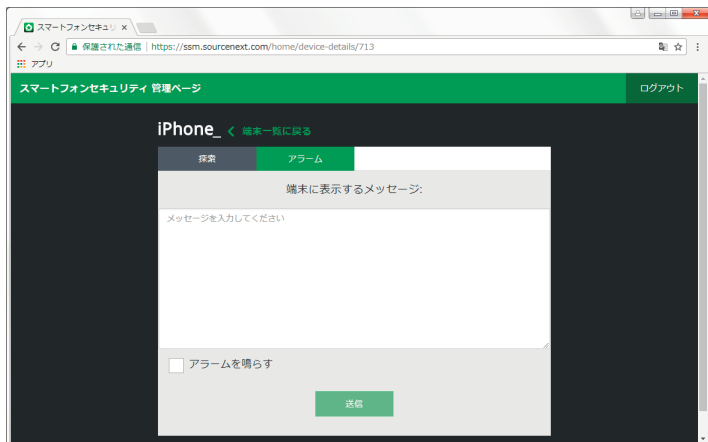 スマートフォンセキュリ
保護された通信 | https://ssm.sourcenext.com/home/device-details/713
アプリ
スマートフォンセキュリティ 管理ページ ログアウト
iPhone_ 端末一覧に戻る
探索 アラーム
端末に表示するメッセージ:
メッセージを入力してください
アラームを鳴らす
送信